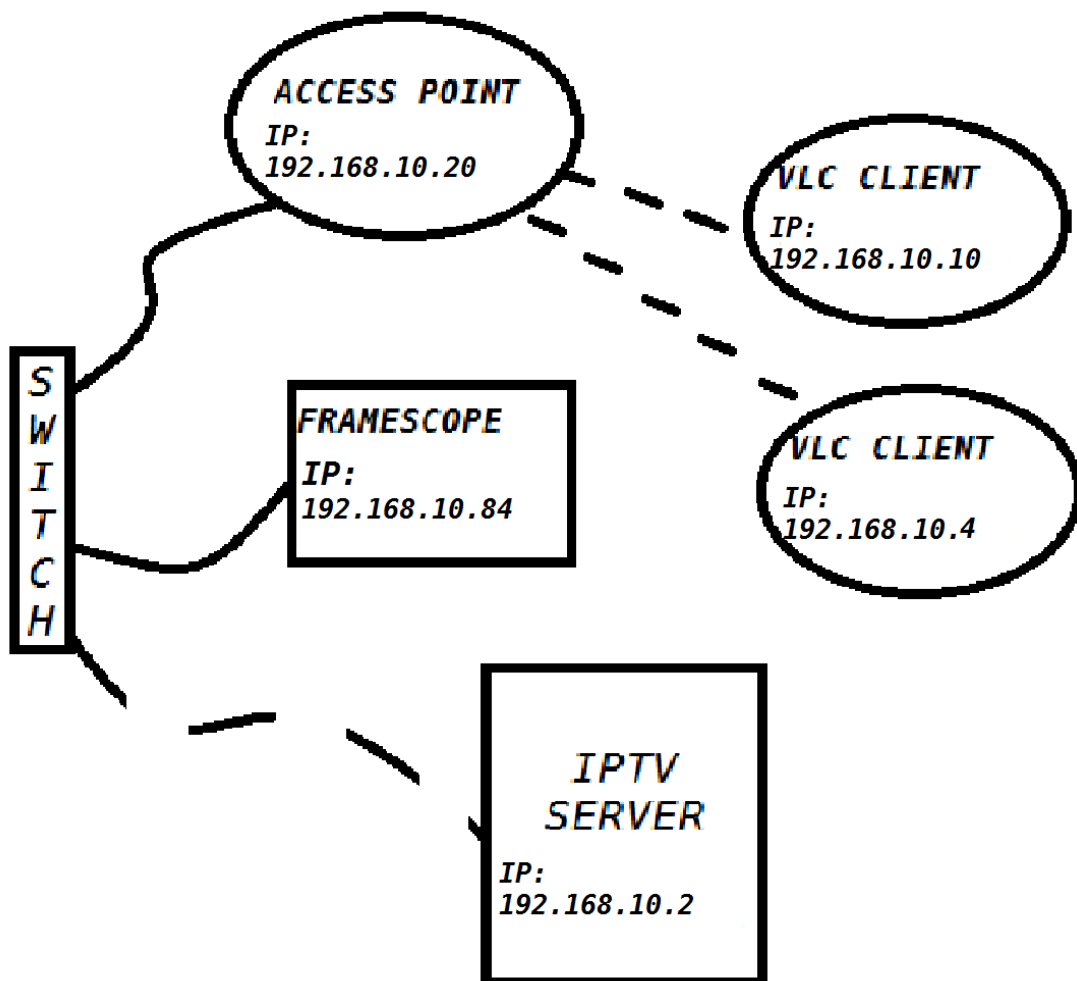 ACCESS POINT
IP:
192.168.10.20
VLC CLIENT
IP:
192.168.10.10
SWITCH
FRAMESCOPE
IP:
192.168.10.84
VLC CLIENT
IP:
192.168.10.4
IPTV
SERVER
IP:
192.168.10.2